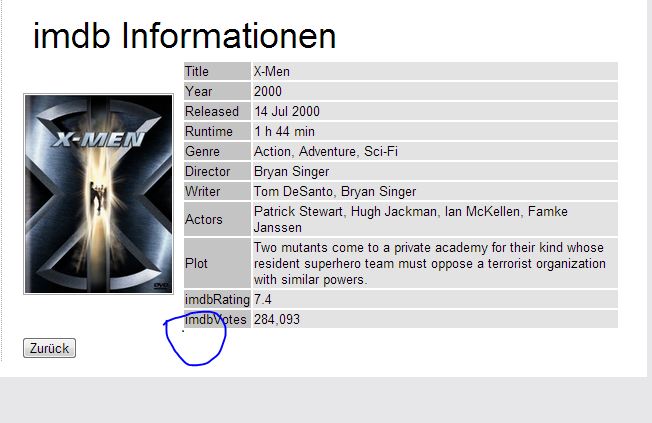 imdb Informationen
Title X-Men
Year 2000
Released 14 Jul 2000
Runtime 1 h 44 min
Genre Action, Adventure, Sci-Fi
Director Bryan Singer
Writer Tom DeSanto, Bryan Singer
Actors Patrick Stewart, Hugh Jackman, Ian McKellen, Famke
Janssen
Plot Two mutants come to a private academy for their kind whose
resident superhero team must oppose a terrorist organization
with similar powers.
imdbRating 7.4
imdbVotes 284,093
X-MEN
DVD
Zurück